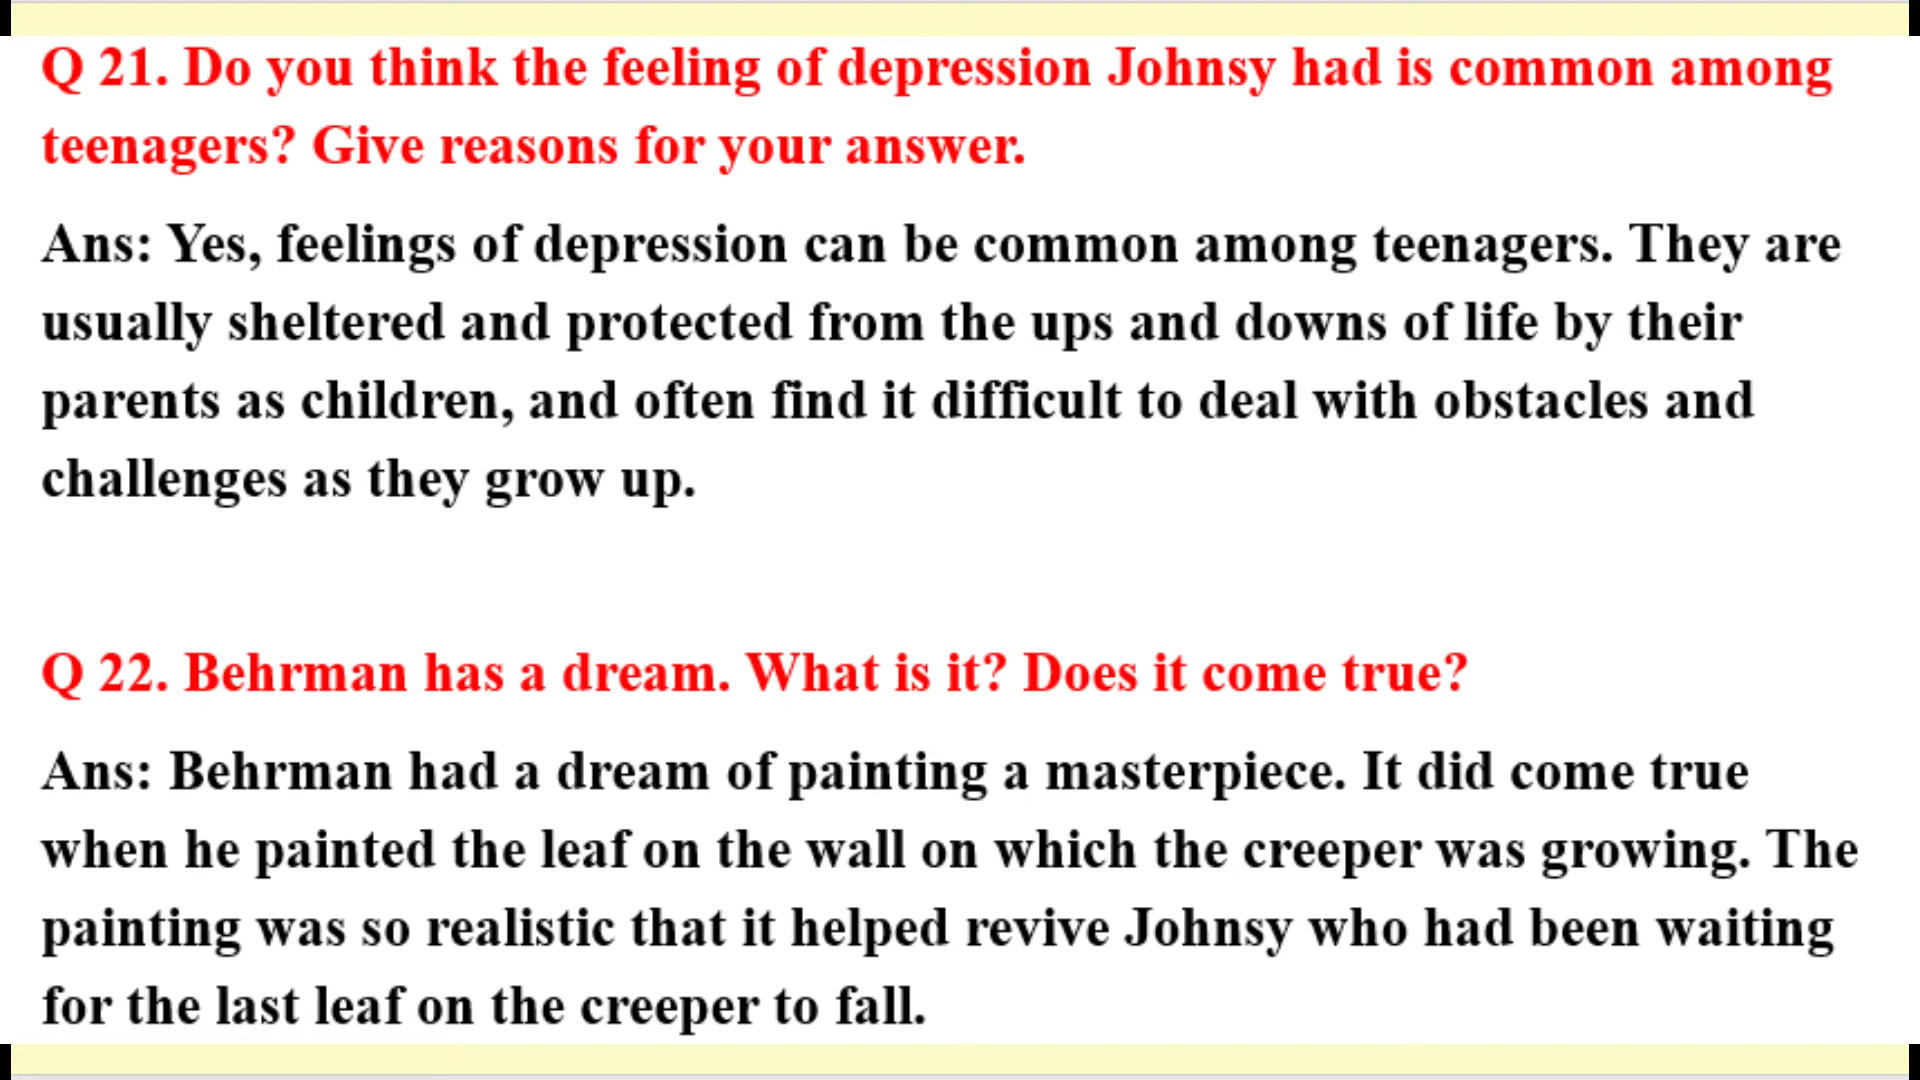 Q 21. Do you think the feeling of depression Johnsy had is common among
teenagers? Give reasons for your answer.
Ans: Yes, feelings of depression can be common among teenagers. They are
usually sheltered and protected from the ups and downs of life by their
parents as children, and often find it difficult to deal with obstacles and
challenges as they grow up.
Q 22. Behrman has a dream. What is it? Does it come true?
Ans: Behrman had a dream of painting a masterpiece. It did come true
when he painted the leaf on the wall on which the creeper was growing. The
painting was so realistic that it helped revive Johnsy who had been waiting
for the last leaf on the creeper to fall.